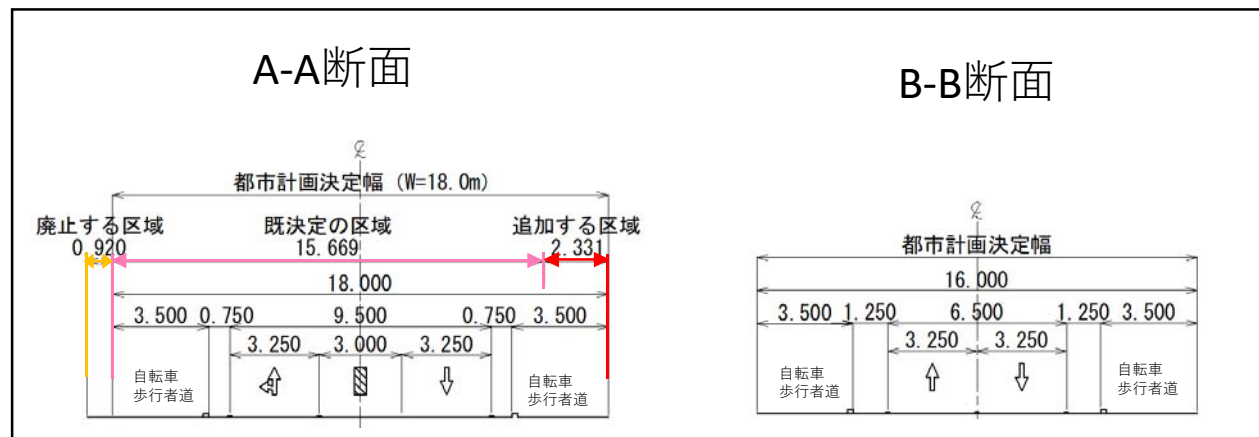 A-A断面
B-B断面
℄
都市計画決定幅 (W=18.0m)
廃止する区域 既決定の区域 追加する区域
0.920 15.669 2.331
18.000
3.500 0.750 9.500 0.750 3.500
3.250 3.000 3.250
自転車
歩行者道
自転車
歩行者道
℄
都市計画決定幅
16.000
3.500 1.250 6.500 1.250 3.500
3.250 3.250
自転車
歩行者道
自転車
歩行者道